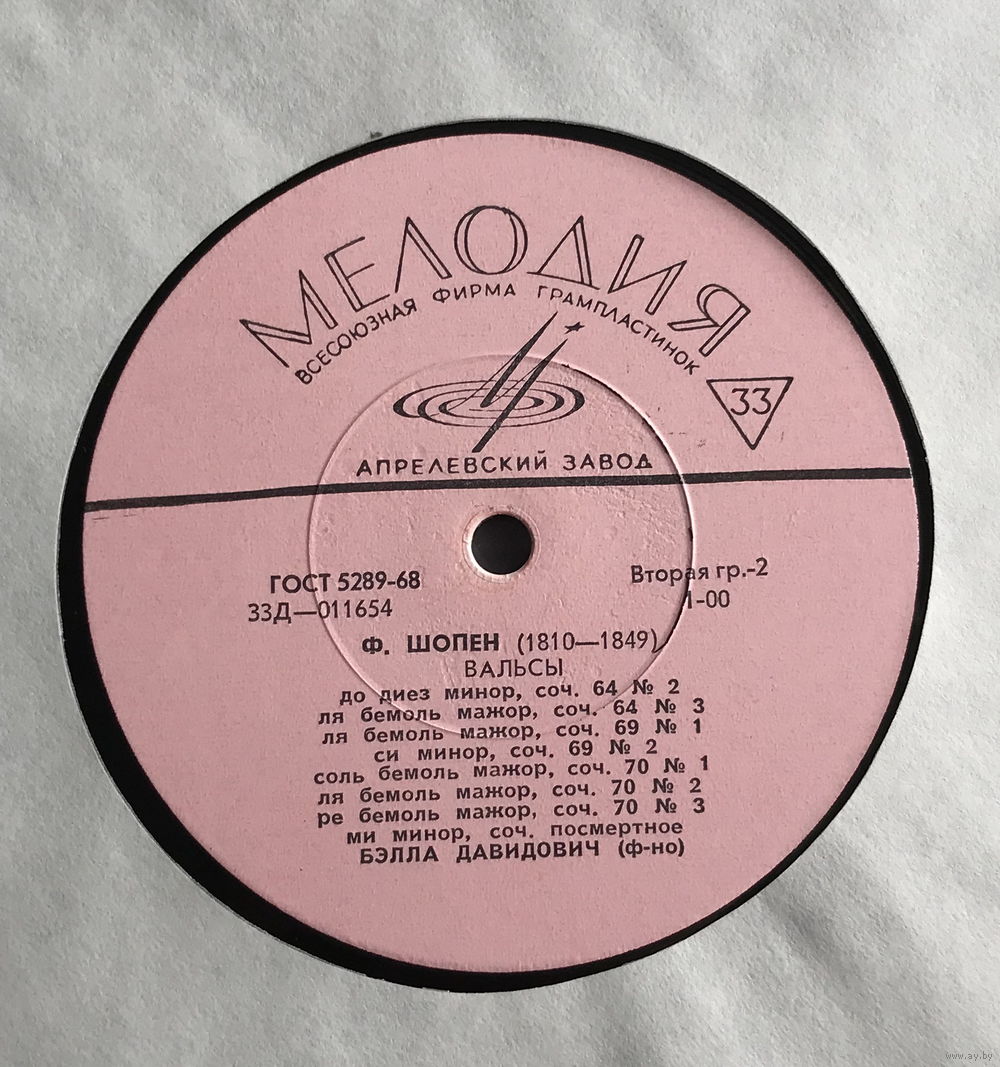 МЕЛОДИЯ
ВСЕСОЮЗНАЯ ФИРМА ГРАМПЛАСТИНОК
33
АПРЕЛЕВСКИЙ ЗАВОД
ГОСТ 5289-68
Вторая гр.-2
33Д—011654
1-00
Ф. ШОПЕН (1810—1849)
ВАЛЬСЫ
до диез минор, соч. 64 № 2
ля бемоль мажор, соч. 64 № 3
ля бемоль мажор, соч. 69 № 1
си минор, соч. 69 № 2
соль бемоль мажор, соч. 70 № 1
ля бемоль мажор, соч. 70 № 2
ре бемоль мажор, соч. 70 № 3
ми минор, соч. посмертное
БЭЛЛА ДАВИДОВИЧ (ф-но)
www.ay.by